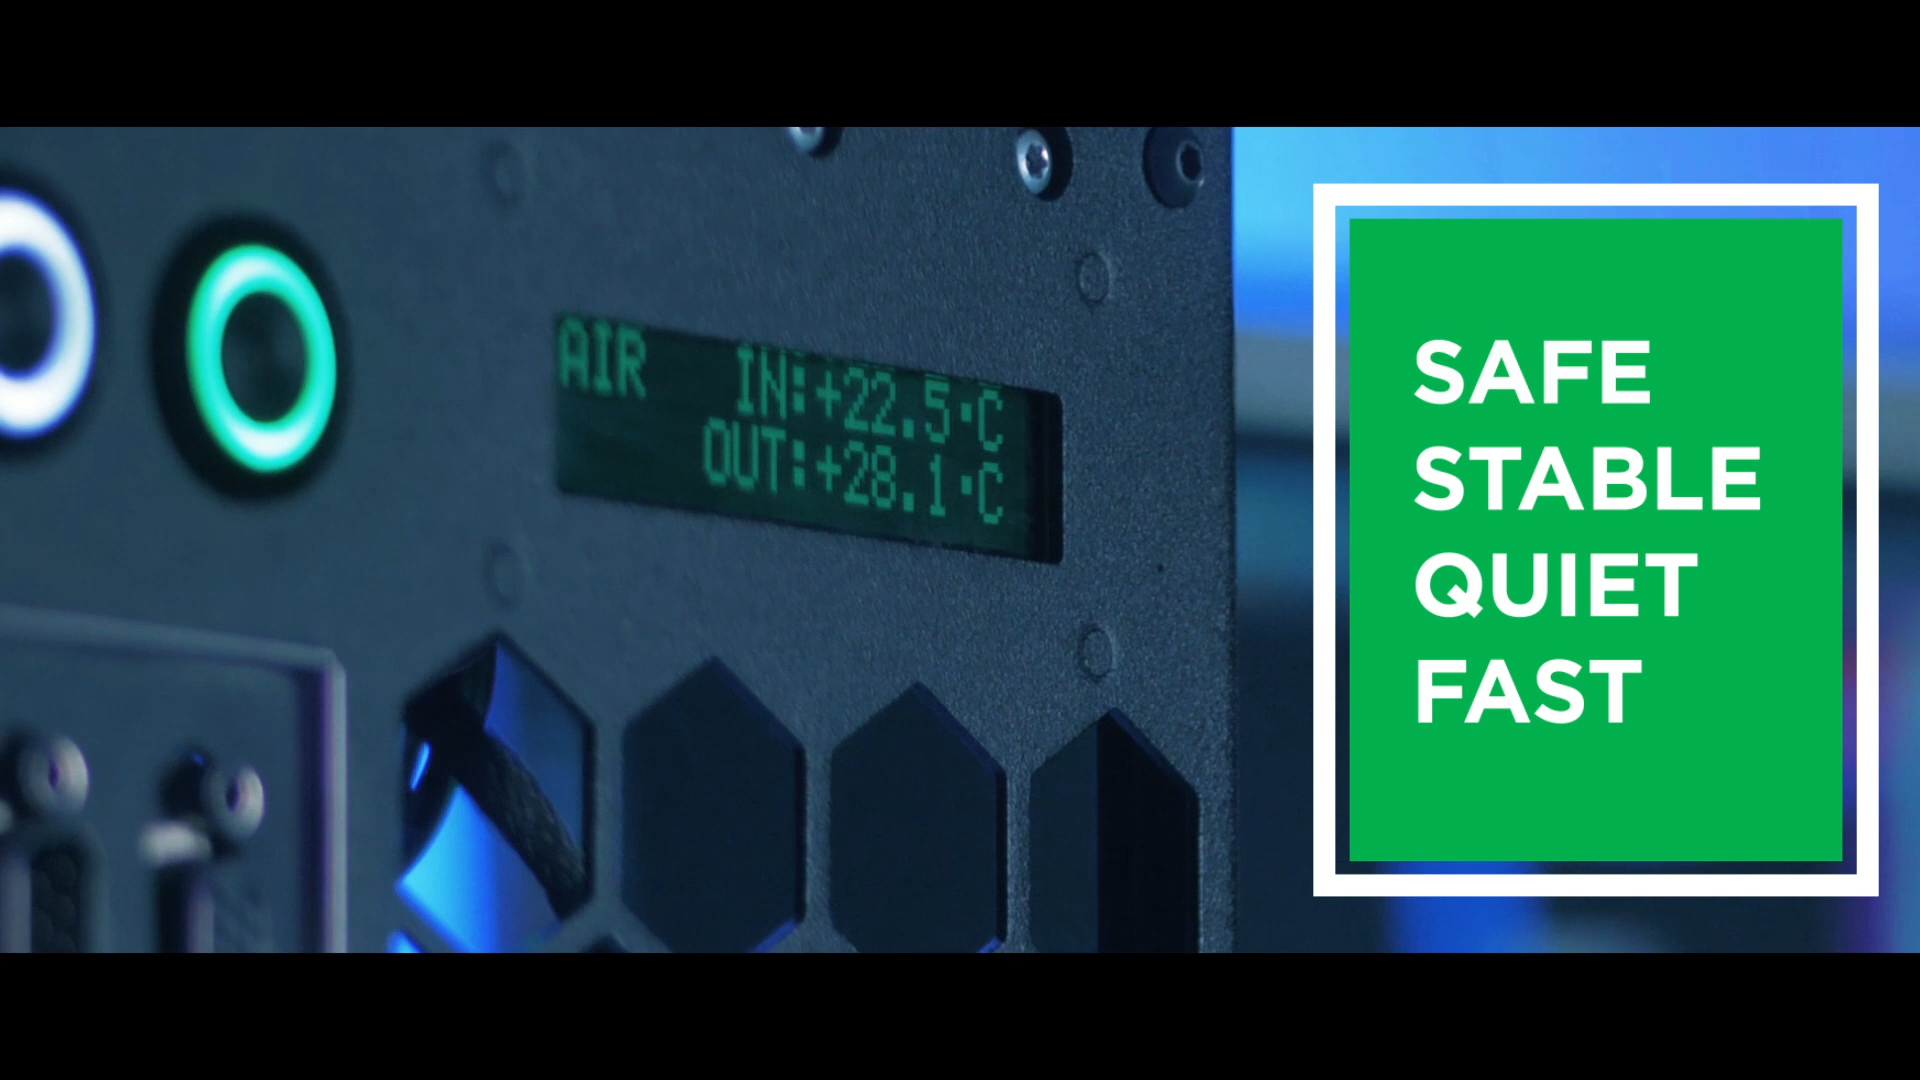 AIR IN:+22.5·C
OUT:+28.1·C
SAFE
STABLE
QUIET
FAST